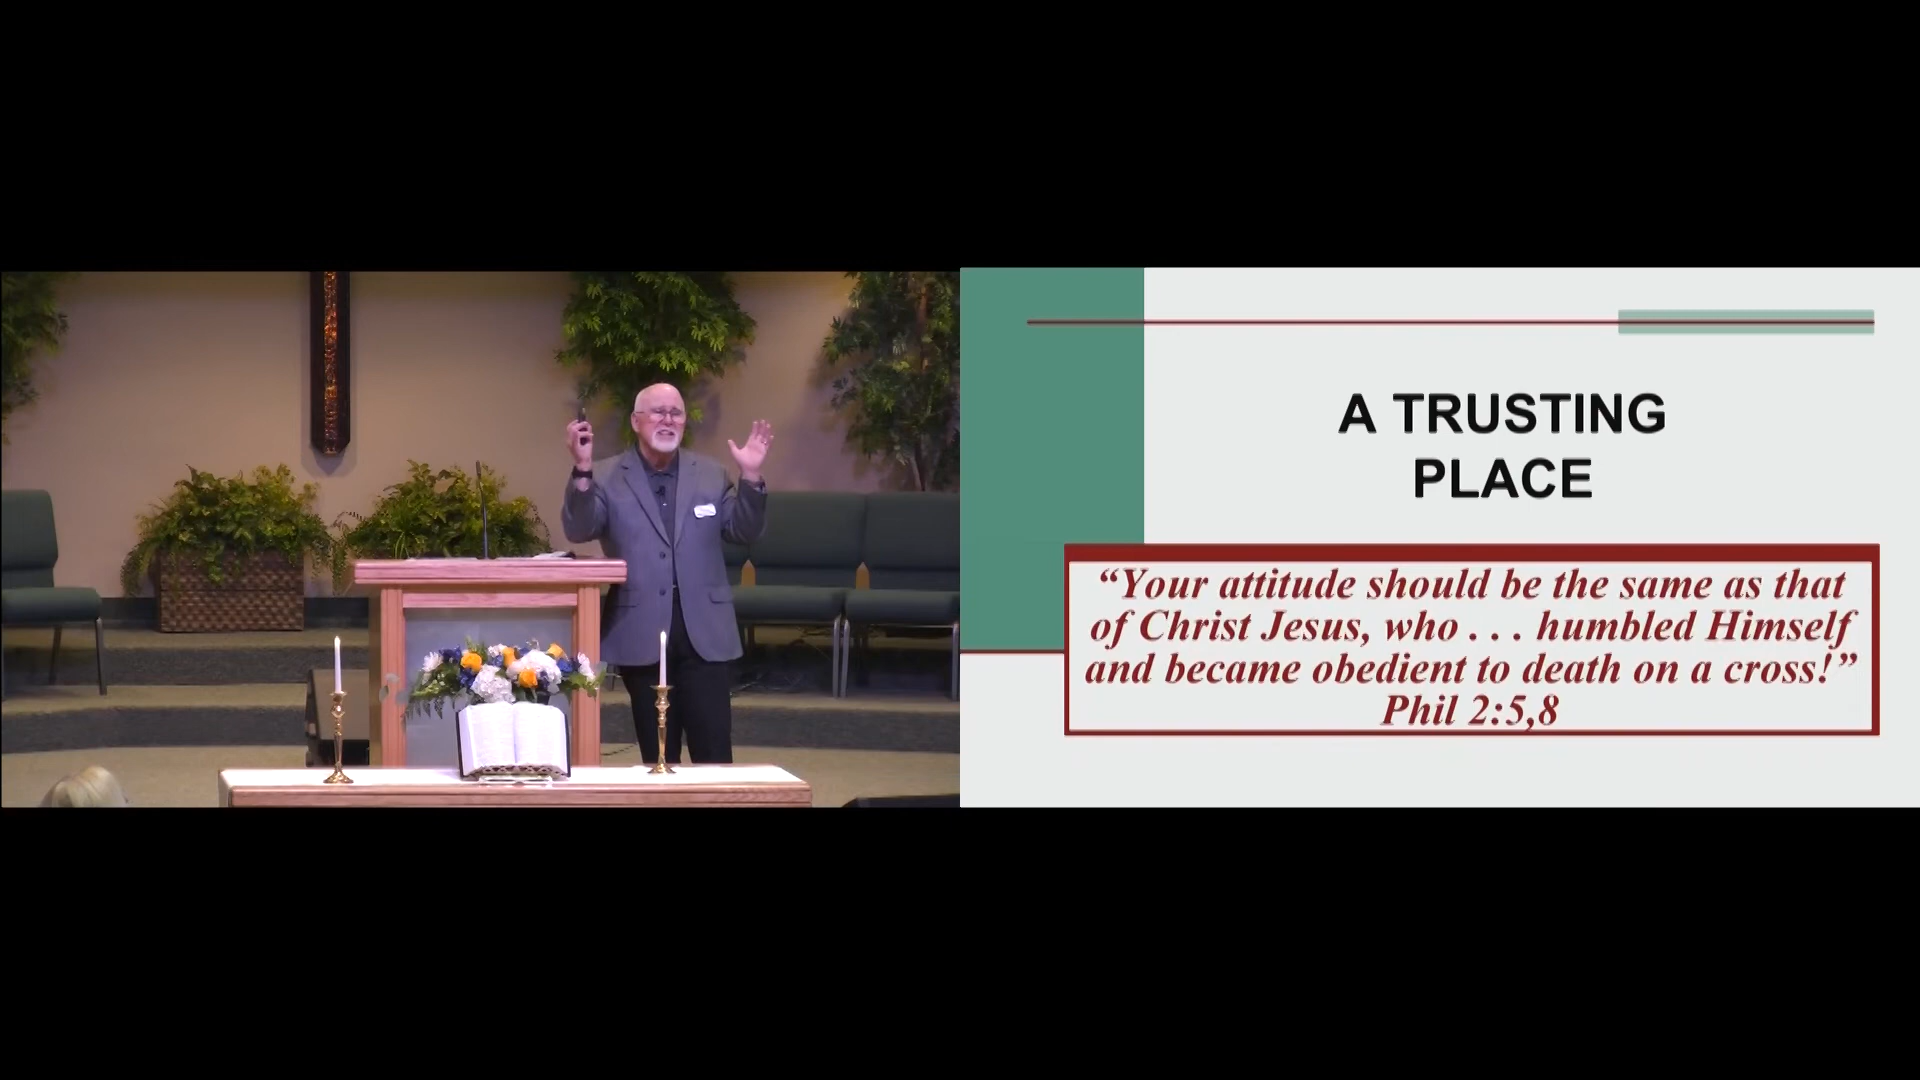 A TRUSTING
PLACE
“Your attitude should be the same as that
of Christ Jesus, who . . . humbled Himself
and became obedient to death on a cross!”
Phil 2:5,8